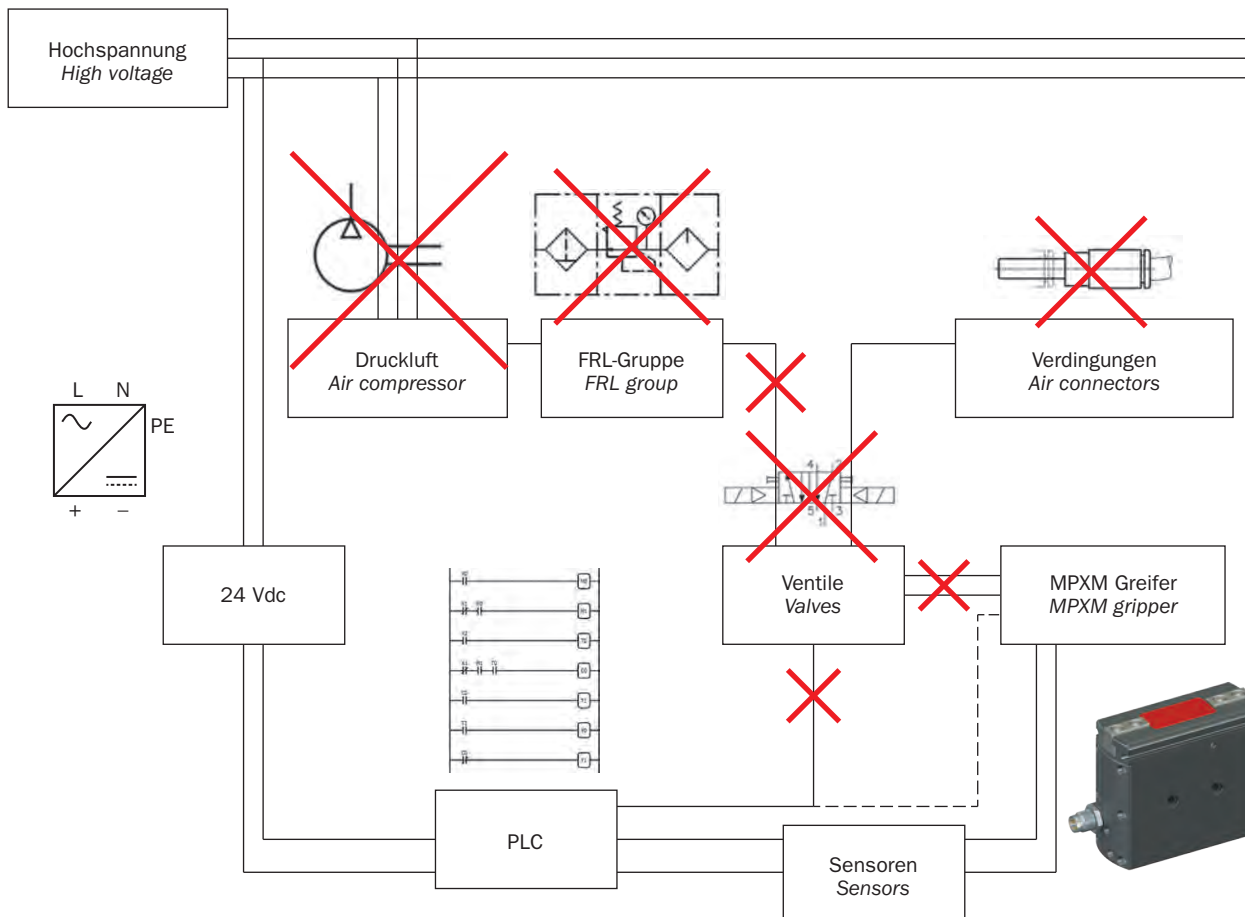 Hochspannung
High voltage
Druckluft
Air compressor
FRL-Gruppe
FRL group
Verdingungen
Air connectors
L N
PE
+ −
4 2
5 3
1
24 Vdc
Ventile
Valves
MPXM Greifer
MPXM gripper
PLC
Sensoren
Sensors